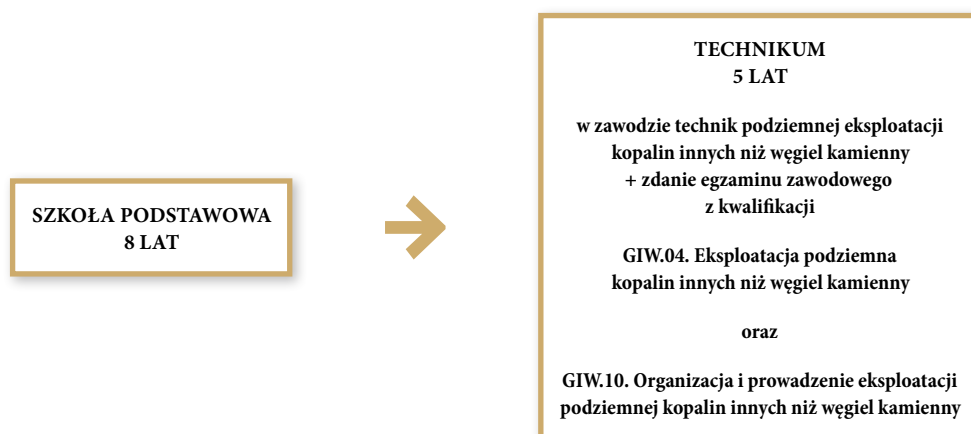 SZKOŁA PODSTAWOWA
8 LAT
TECHNIKUM
5 LAT
w zawodzie technik podziemnej eksploatacji
kopalin innych niż węgiel kamienny
+ zdanie egzaminu zawodowego
z kwalifikacji
GIW.04. Eksploatacja podziemna
kopalin innych niż węgiel kamienny
oraz
GIW.10. Organizacja i prowadzenie eksploatacji
podziemnej kopalin innych niż węgiel kamienny